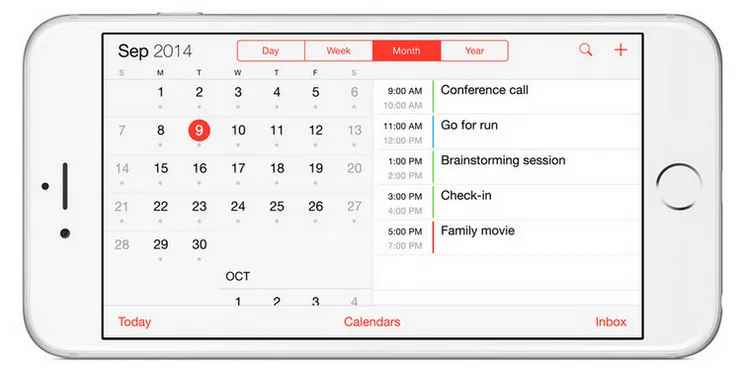 Sep 2014
Day Week Month Year
S M T W T F S
1 2 3 4 5 6
7 8 9 10 11 12 13
14 15 16 17 18 19 20
21 22 23 24 25 26 27
28 29 30
OCT
1 2 3 4
9:00 AM Conference call
10:00 AM
11:00 AM Go for run
12:00 PM
1:00 PM Brainstorming session
2:00 PM
3:00 PM Check-in
4:00 PM
5:00 PM Family movie
7:00 PM
Today Calendars Inbox